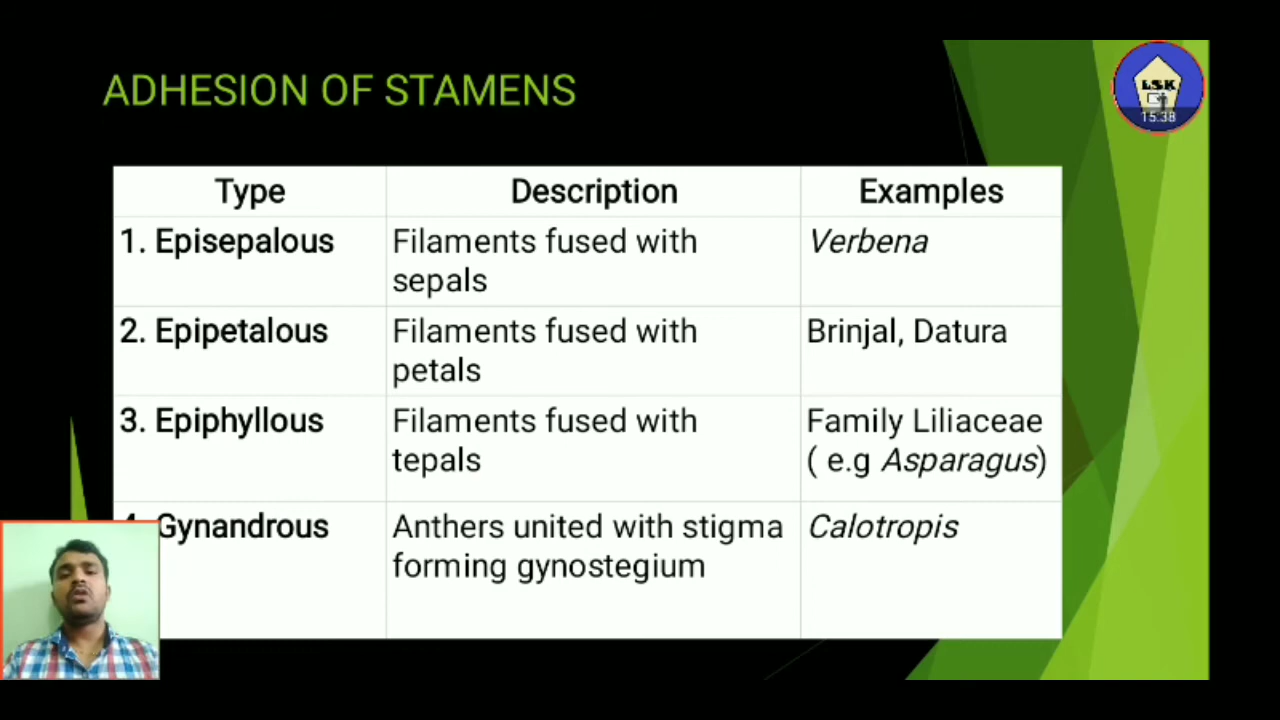 ADHESION OF STAMENS
LSK
15:38
Type Description Examples
1. Episepalous Filaments fused with Verbena
sepals
2. Epipetalous Filaments fused with Brinjal, Datura
petals
3. Epiphyllous Filaments fused with Family Liliaceae
tepals ( e.g Asparagus)
Gynandrous Anthers united with stigma Calotropis
forming gynostegium